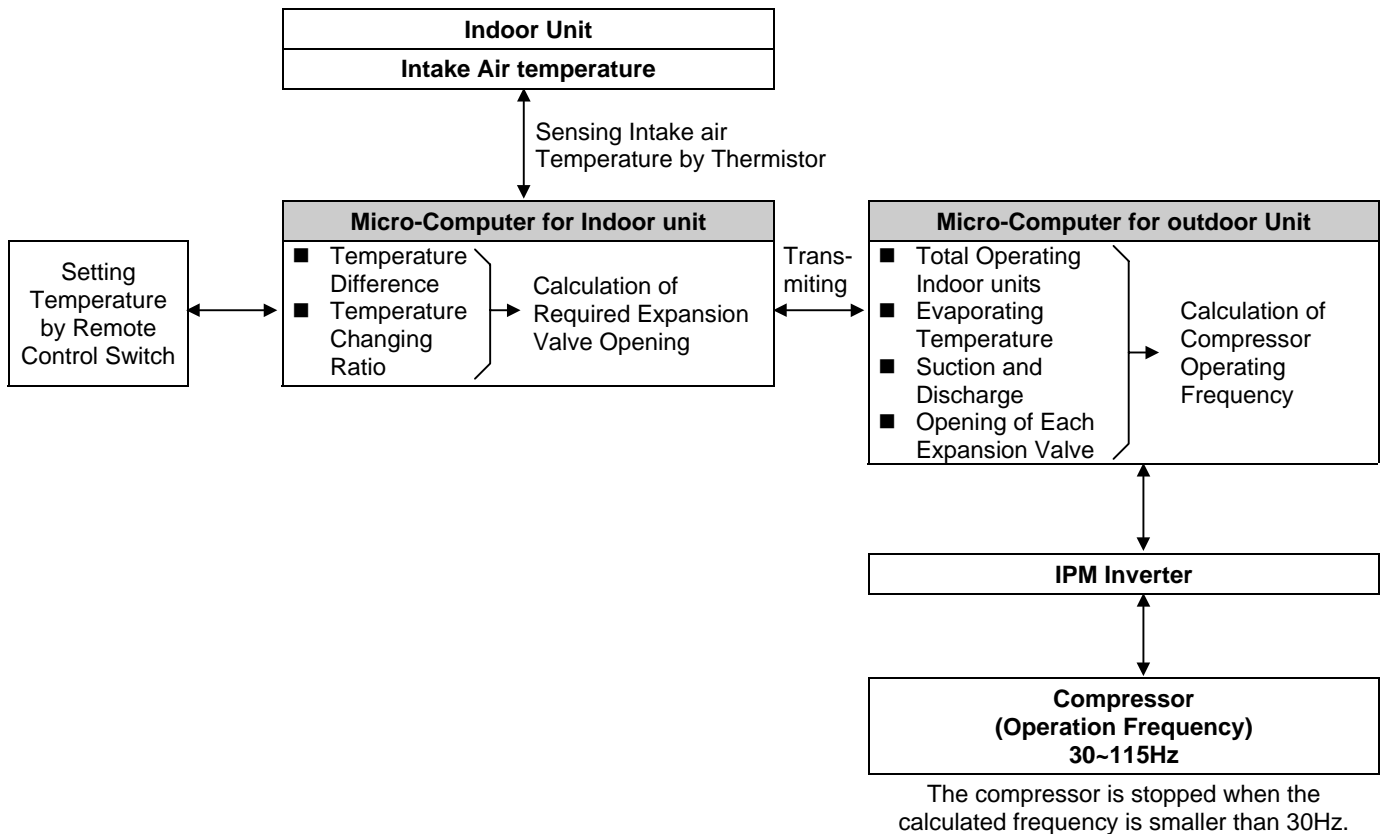 Indoor Unit
Intake Air temperature
Sensing Intake air
Temperature by Thermistor
Setting
Temperature
by Remote
Control Switch
Micro-Computer for Indoor unit
■ Temperature
Difference
■ Temperature
Changing
Ratio
Calculation of
Required Expansion
Valve Opening
Trans-
miting
Micro-Computer for outdoor Unit
■ Total Operating
Indoor units
■ Evaporating
Temperature
■ Suction and
Discharge
■ Opening of Each
Expansion Valve
Calculation of
Compressor
Operating
Frequency
IPM Inverter
Compressor
(Operation Frequency)
30~115Hz
The compressor is stopped when the
calculated frequency is smaller than 30Hz.